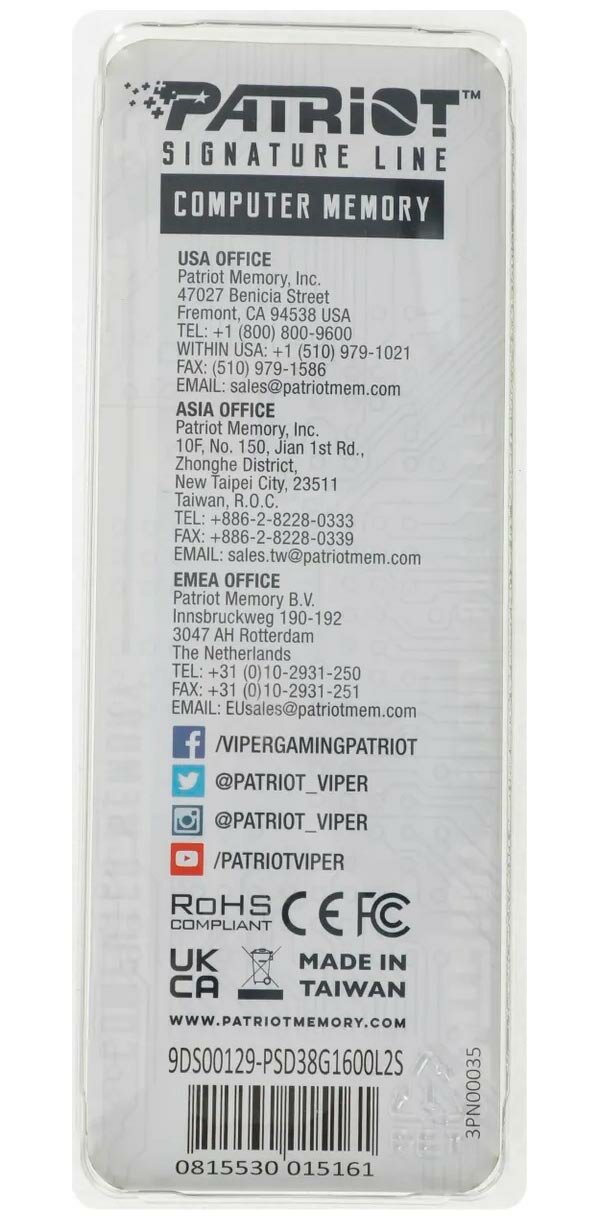 PATRIOT™
SIGNATURE LINE
COMPUTER MEMORY
USA OFFICE
Patriot Memory, Inc.
47027 Benicia Street
Fremont, CA 94538 USA
TEL: +1 (800) 800-9600
WITHIN USA: +1 (510) 979-1021
FAX: (510) 979-1586
EMAIL: sales@patriotmem.com
ASIA OFFICE
Patriot Memory, Inc.
10F, No. 150, Jian 1st Rd.,
Zhonghe District,
New Taipei City, 23511
Taiwan, R.O.C.
TEL: +886-2-8228-0333
FAX: +886-2-8228-0339
EMAIL: sales.tw@patriotmem.com
EMEA OFFICE
Patriot Memory B.V.
Innsbruckweg 190-192
3047 AH Rotterdam
The Netherlands
TEL: +31 (0)10-2931-250
FAX: +31 (0)10-2931-251
EMAIL: EUsales@patriotmem.com
/VIPERGAMINGPATRIOT
@PATRIOT_VIPER
@PATRIOT_VIPER
/PATRIOTVIPER
RoHS
COMPLIANT
CE FC
UK
CA
MADE IN
TAIWAN
WWW.PATRIOTMEMORY.COM
9DS00129-PSD38G1600L2S
0815530 015161
3PN00035